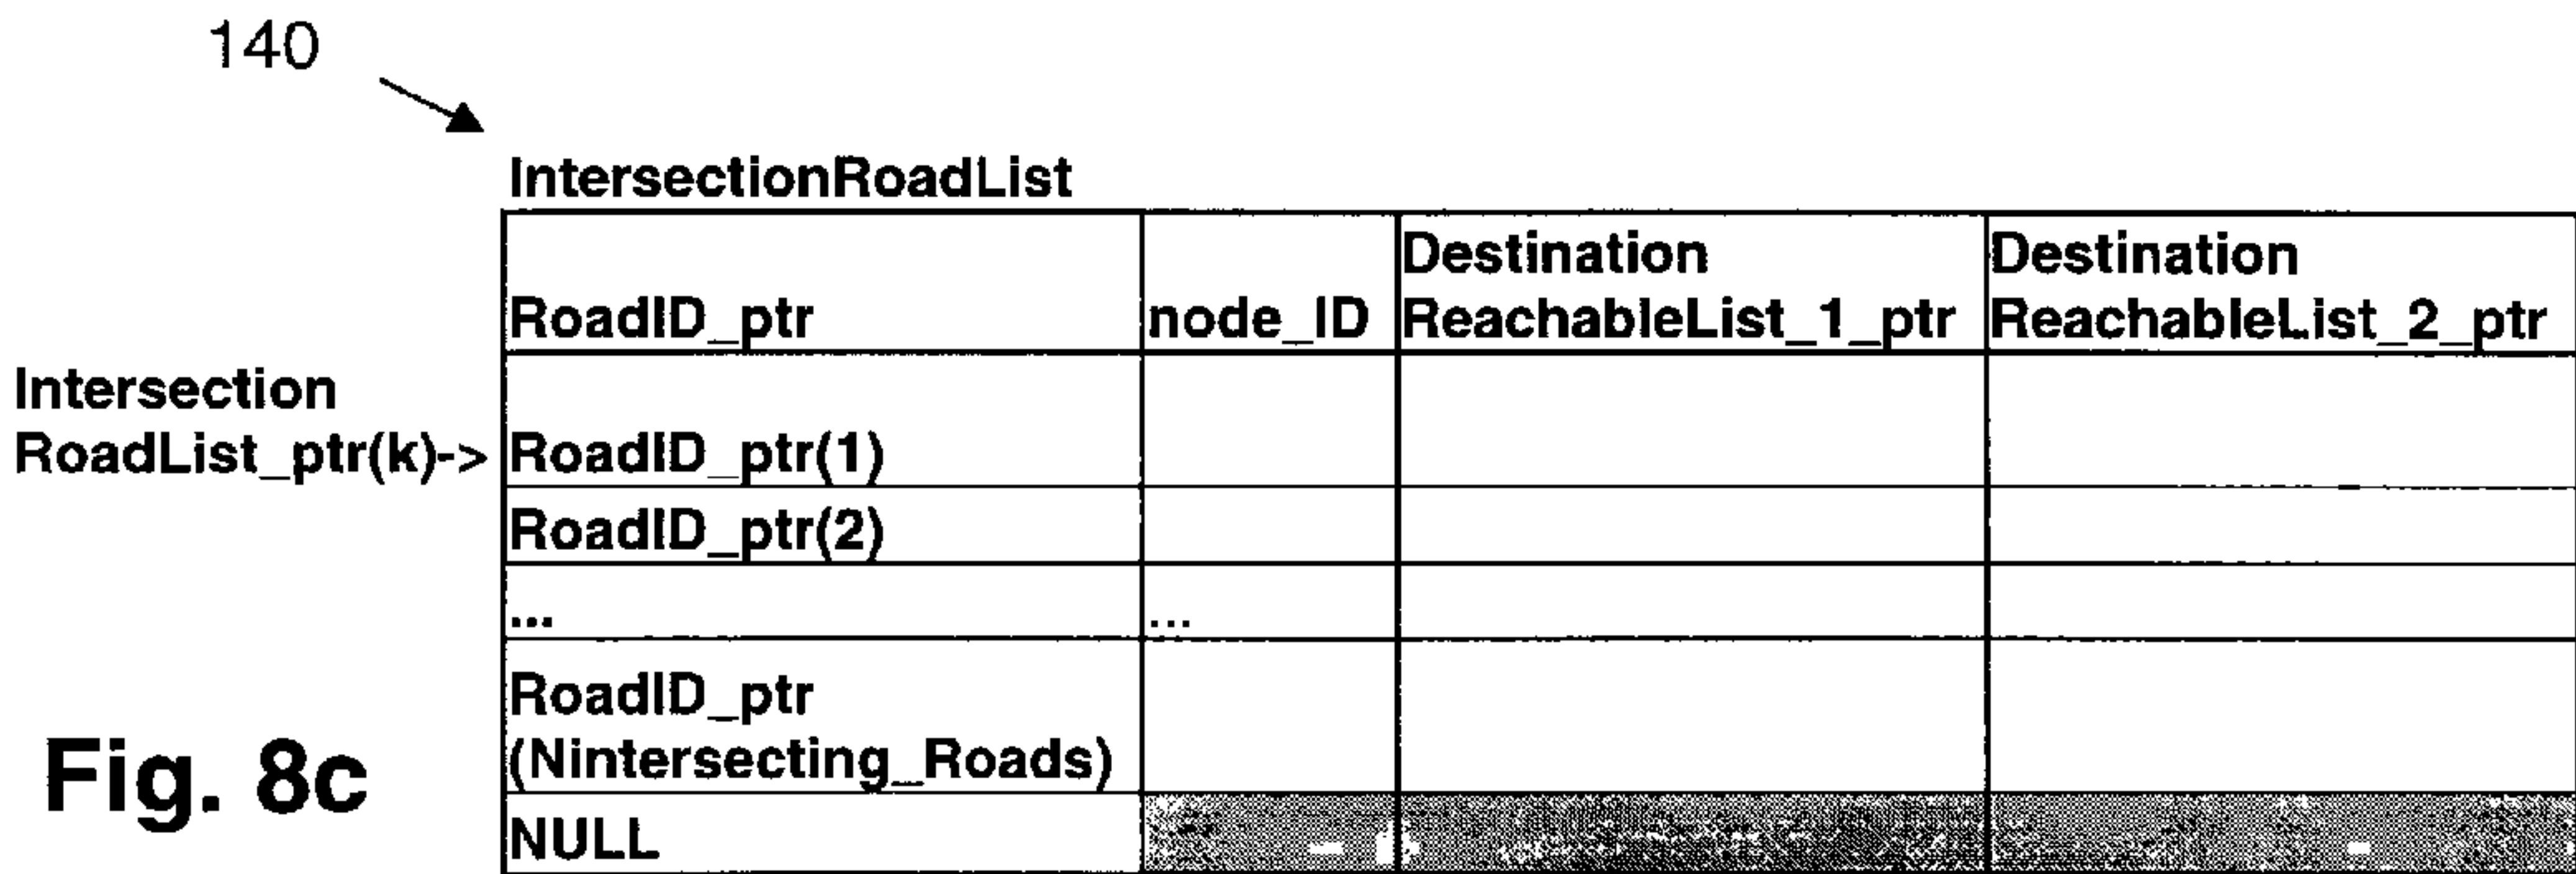 140
IntersectionRoadList
RoadID_ptr node_ID Destination ReachableList_1_ptr Destination ReachableList_2_ptr
Intersection
RoadList_ptr(k)-> RoadID_ptr(1)
RoadID_ptr(2)
... ...
RoadID_ptr
(Nintersecting_Roads)
NULL
Fig. 8c